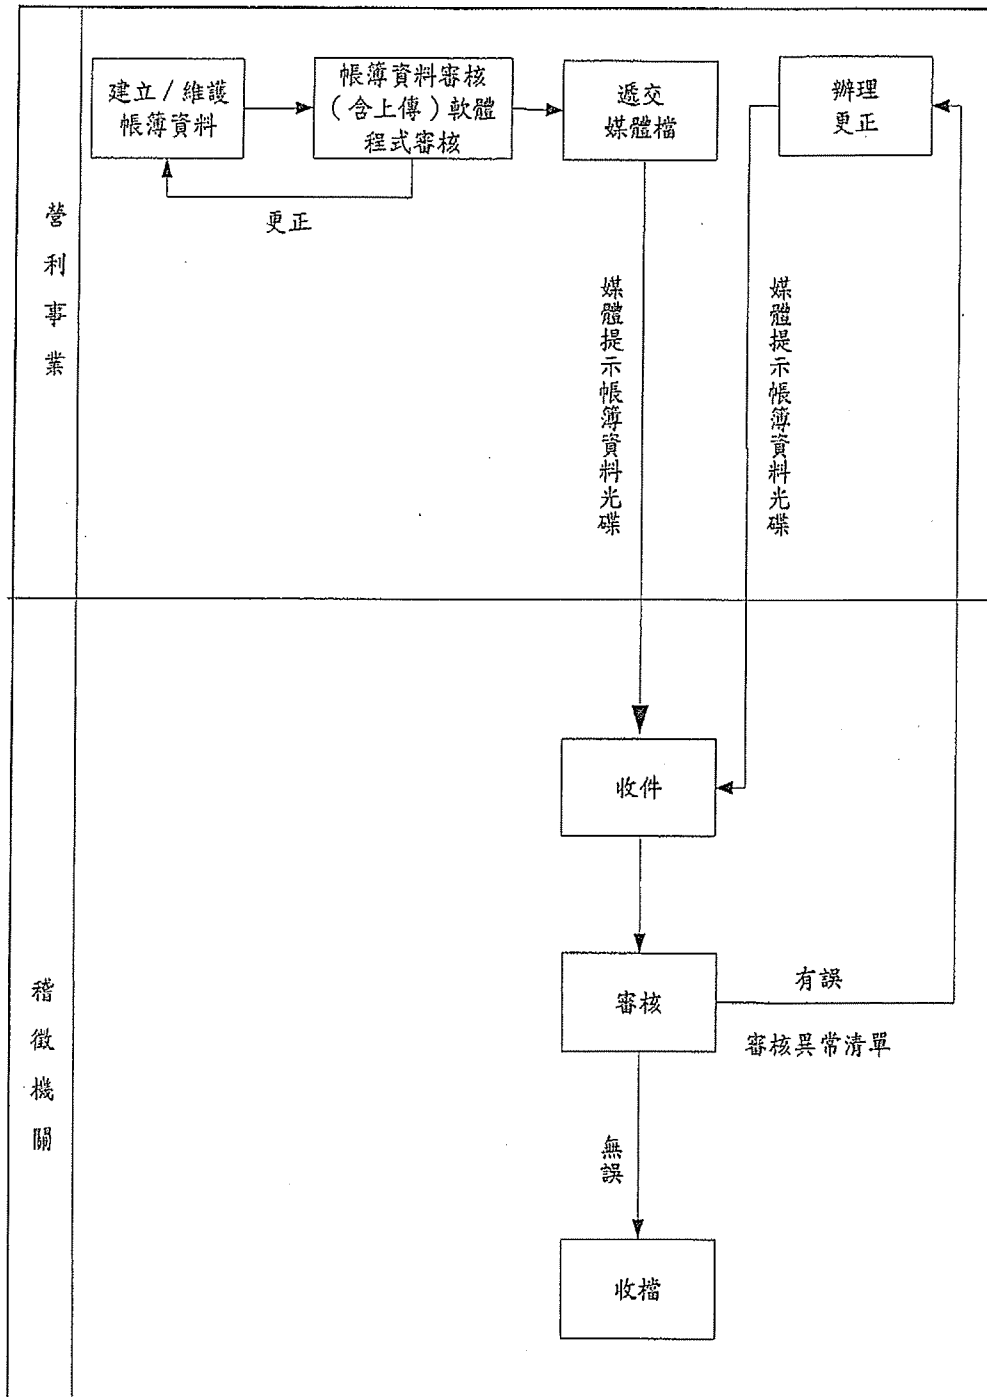 營利事業
建立/維護
帳簿資料
帳簿資料審核
(含上傳)軟體
程式審核
遞交
媒體檔
辦理
更正
更正
媒體提示帳簿資料光碟
媒體提示帳簿資料光碟
稽徵機關
收件
審核
有誤
審核異常清單
無誤
收檔